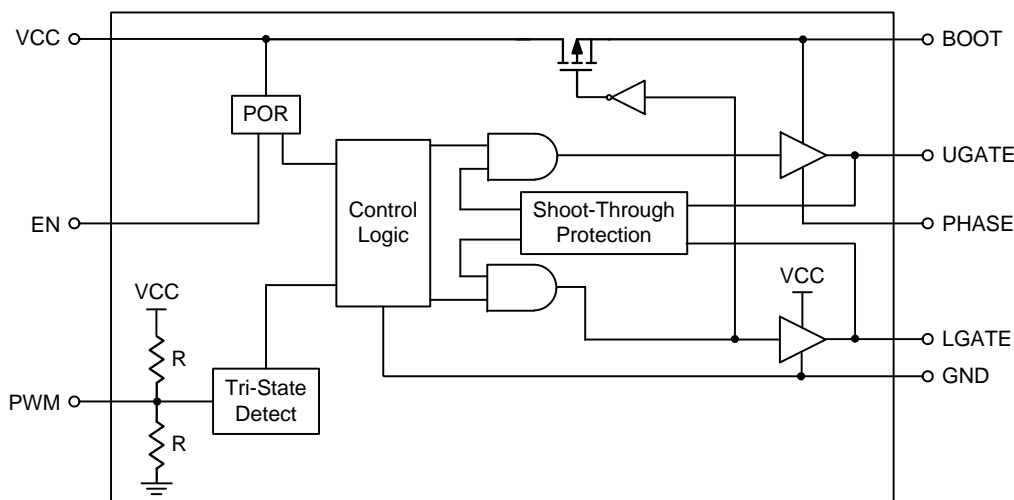 VCC
BOOT
POR
UGATE
EN
Control
Logic
Shoot-Through
Protection
PHASE
VCC
VCC
R
LGATE
PWM
Tri-State
Detect
GND
R